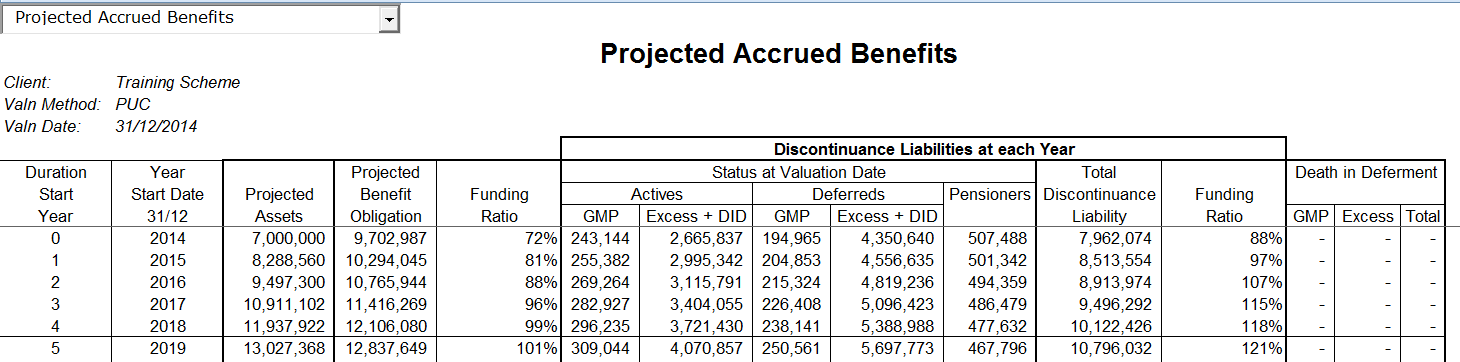 Projected Accrued Benefits
Projected Accrued Benefits
Client: Training Scheme
Valn Method: PUC
Valn Date: 31/12/2014
Discontinuance Liabilities at each Year
Duration Year Projected Status at Valuation Date Total Death in Deferment
Start Start Date Projected Benefit Funding Actives Deferreds Pensioners Discontinuance Funding
Year 31/12 Assets Obligation Ratio GMP Excess + DID GMP Excess + DID Liability Ratio GMP Excess Total
0 2014 7,000,000 9,702,987 72% 243,144 2,665,837 194,965 4,350,640 507,488 7,962,074 88% - - -
1 2015 8,288,560 10,294,045 81% 255,382 2,995,342 204,853 4,556,635 501,342 8,513,554 97% - - -
2 2016 9,497,300 10,765,944 88% 269,264 3,115,791 215,324 4,819,236 494,359 8,913,974 107% - - -
3 2017 10,911,102 11,416,269 96% 282,927 3,404,055 226,408 5,096,423 486,479 9,496,292 115% - - -
4 2018 11,937,922 12,106,080 99% 296,235 3,721,430 238,141 5,388,988 477,632 10,122,426 118% - - -
5 2019 13,027,368 12,837,649 101% 309,044 4,070,857 250,561 5,697,773 467,796 10,796,032 121% - - -